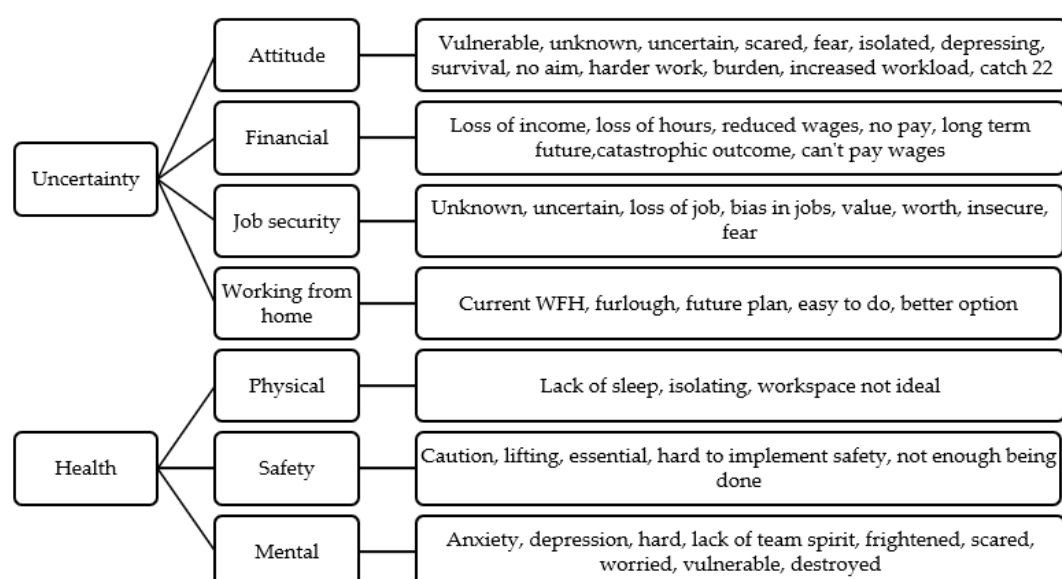 Attitude
Vulnerable, unknown, uncertain, scared, fear, isolated, depressing,
survival, no aim, harder work, burden, increased workload, catch 22
Financial
Loss of income, loss of hours, reduced wages, no pay, long term
future,catastrophic outcome, can't pay wages
Uncertainty
Job security
Unknown, uncertain, loss of job, bias in jobs, value, worth, insecure,
fear
Working from
home
Current WFH, furlough, future plan, easy to do, better option
Physical
Lack of sleep, isolating, workspace not ideal
Health
Safety
Caution, lifting, essential, hard to implement safety, not enough being
done
Mental
Anxiety, depression, hard, lack of team spirit, frightened, scared,
worried, vulnerable, destroyed